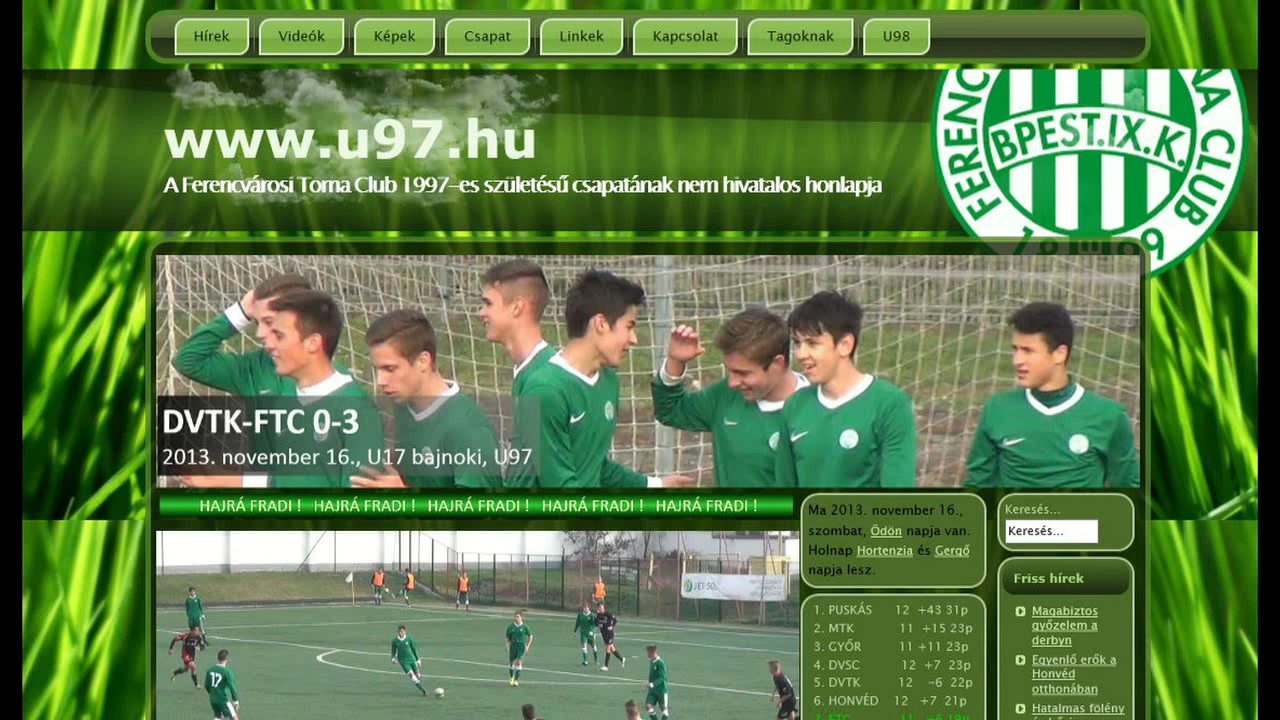 Hírek
Videók
Képek
Csapat
Linkek
Kapcsolat
Tagoknak
U98
www.u97.hu
A Ferencvárosi Torna Club 1997-es születésű csapatának nem hivatalos honlapja
BPEST.IX.K.
CLUB
DVTK-FTC 0-3
2013. november 16., U17 bajnoki, U97
HAJRÁ FRADI ! HAJRÁ FRADI ! HAJRÁ FRADI ! HAJRÁ FRADI ! HAJRÁ FRADI !
17
Ma 2013. november 16.,
szombat, Ödön napja van.
Holnap Hortenzia és Gergő
napja lesz.
1. PUSKÁS 12 +43 31p
2. MTK 11 +15 23p
3. GYŐR 11 +11 23p
4. DVSC 12 +7 23p
5. DVTK 12 -6 22p
6. HONVÉD 12 +7 21p
Keresés...
Keresés...
Friss hírek
Magabiztos
győzelem a
derbyn
Egyenlő erők a
Honvéd
otthonában
Hatalmas fölény